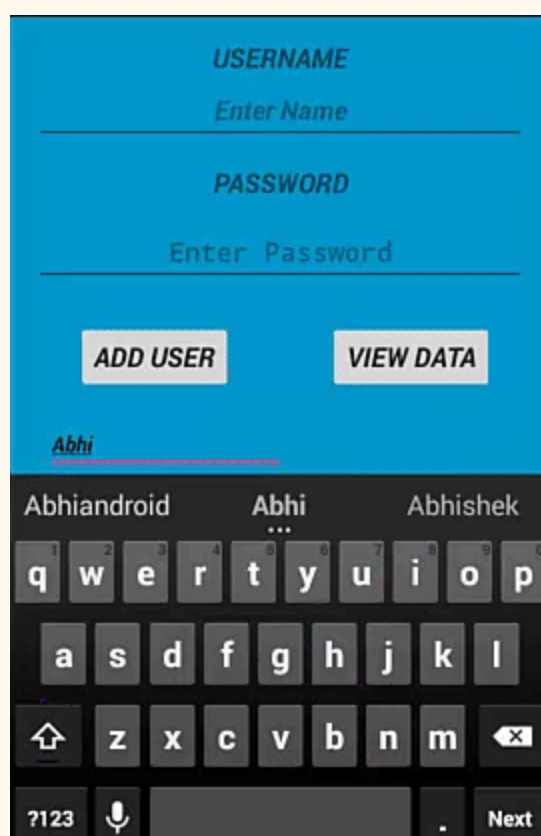 USERNAME
Enter Name
PASSWORD
Enter Password
ADD USER VIEW DATA
Abhi
Abhiandroid Abhi Abhishek
...
1 2 3 4 5 6 7 8 9 0
q w e r t y u i o p
a s d f g h j k l
z x c v b n m
?123 . Next